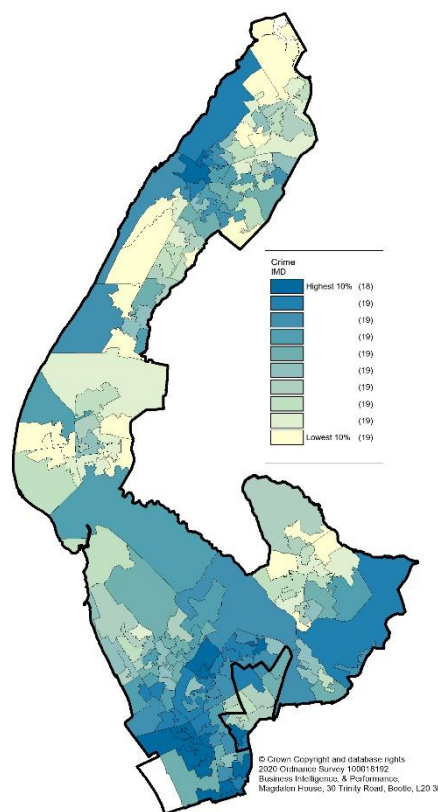 Crime
IMD
Highest 10% (18)
(19)
(19)
(19)
(19)
(19)
(19)
(19)
(19)
Lowest 10% (19)
© Crown Copyright and database rights
2020 Ordnance Survey 100018192
Business Intelligence, & Performance,
Magdalen House, 30 Trinity Road, Bootle, L20 3